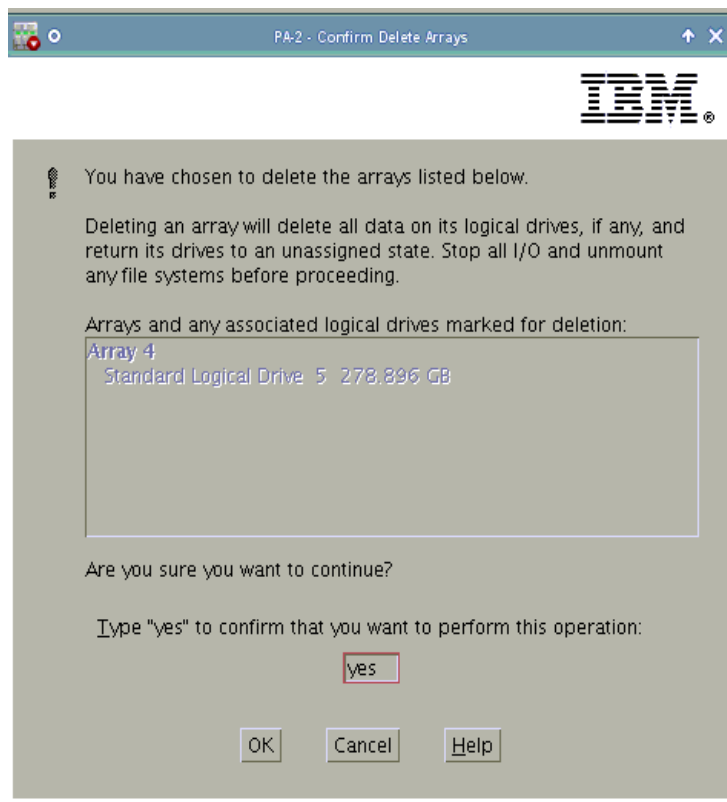 PA-2 - Confirm Delete Arrays
IBM®
You have chosen to delete the arrays listed below.
Deleting an array will delete all data on its logical drives, if any, and
return its drives to an unassigned state. Stop all I/O and unmount
any file systems before proceeding.
Arrays and any associated logical drives marked for deletion:
Array 4
Standard Logical Drive 5 278.896 GB
Are you sure you want to continue?
Type "yes" to confirm that you want to perform this operation:
yes
OK Cancel Help